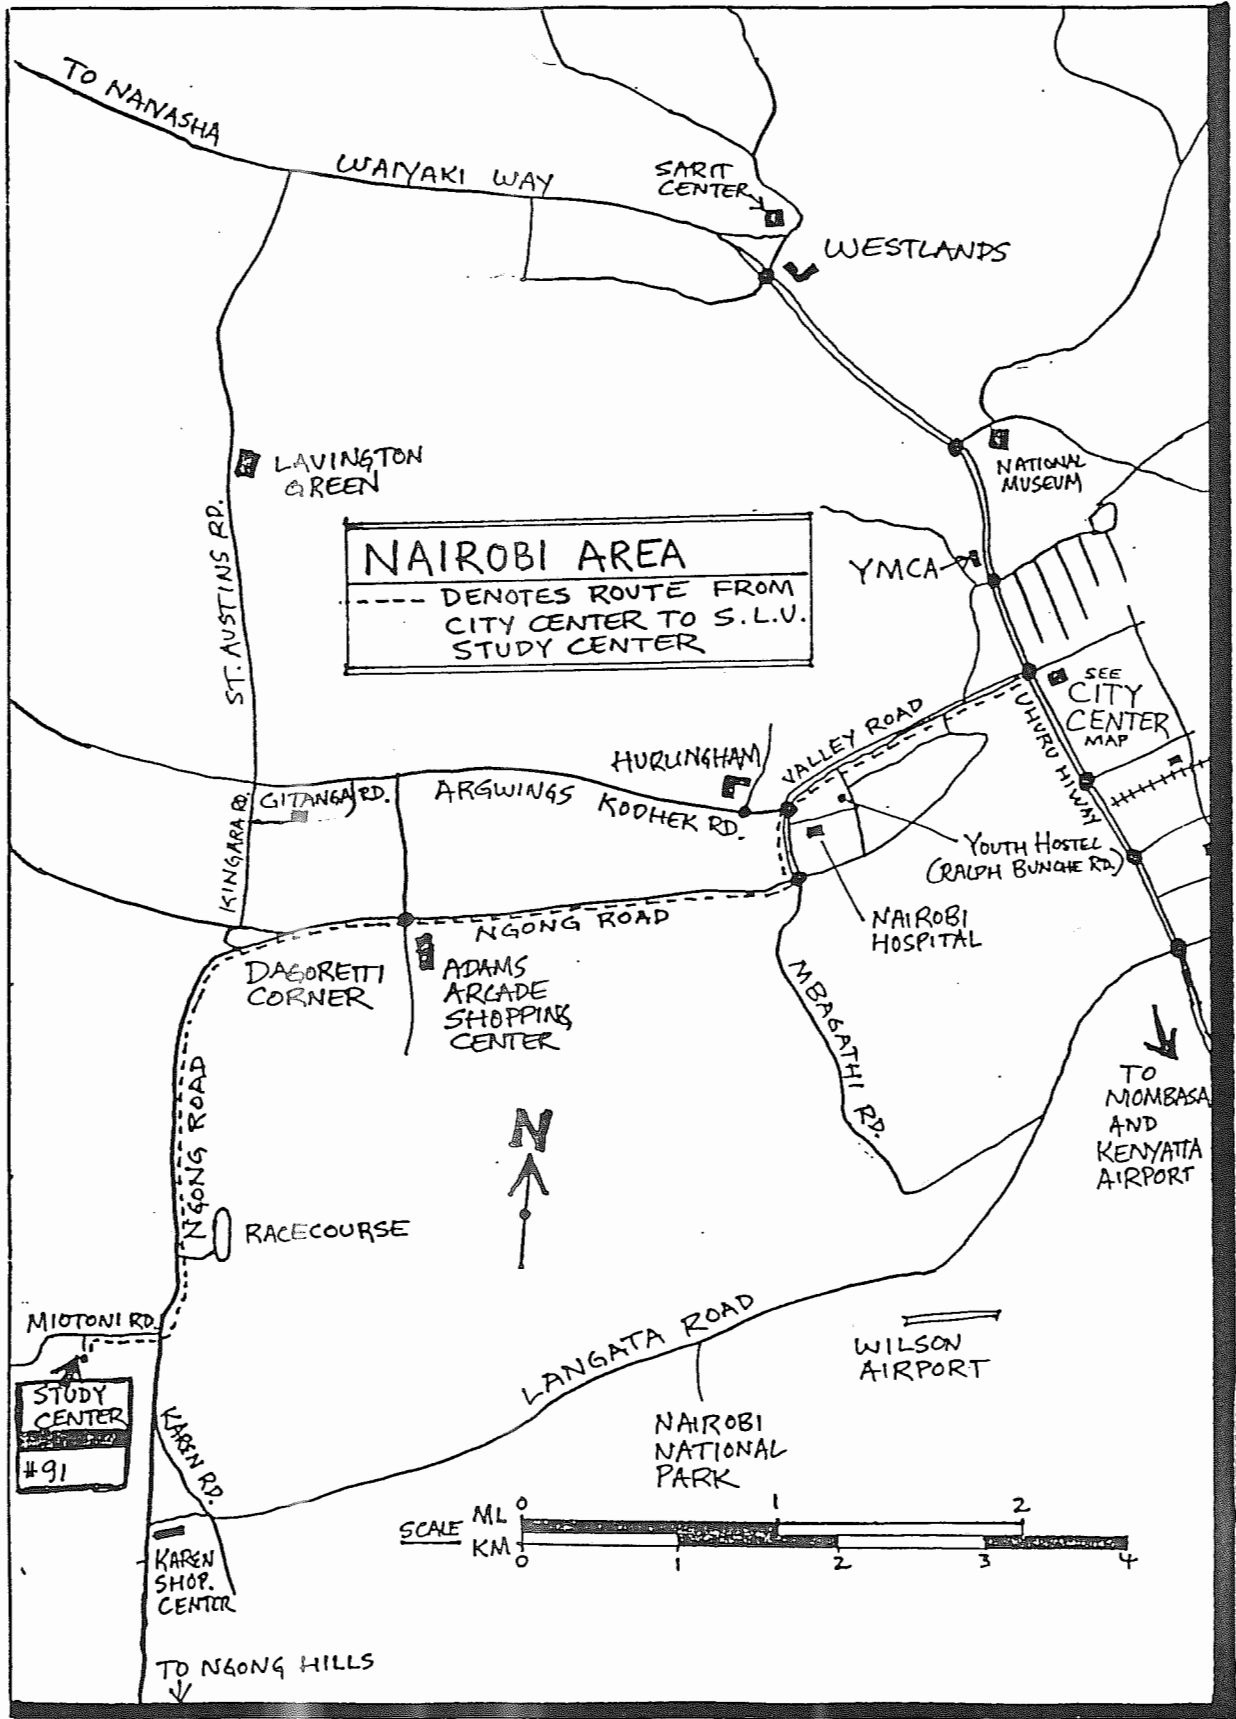 TO NANASHA
WAIYAKI WAY
SARIT
CENTER
WESTLANDS
LAVINGTON
GREEN
NATIONAL
MUSEUM
ST. AUSTINS RD.
NAIROBI AREA
---- DENOTES ROUTE FROM
CITY CENTER TO S.L.U.
STUDY CENTER
YMCA
SEE
CITY
CENTER
MAP
UHURU HIWAY
VALLEY ROAD
HURLINGHAM
GITANGA RD.
ARGWINGS KODHEK RD.
KINGARA RD.
YOUTH HOSTEL
(RALPH BUNCHE RD.)
NAIROBI
HOSPITAL
NGONG ROAD
DAGORETTI
CORNER
ADAMS
ARCADE
SHOPPING
CENTER
MBAGATHI RD.
TO
MOMBASA
AND
KENYATTA
AIRPORT
NGONG ROAD
N
RACECOURSE
MIOTONI RD.
STUDY
CENTER
#91
LANGATA ROAD
WILSON
AIRPORT
KAREN RD.
NAIROBI
NATIONAL
PARK
SCALE
ML 0 1 2
KM 0 1 2 3 4
KAREN
SHOP.
CENTER
TO NGONG HILLS